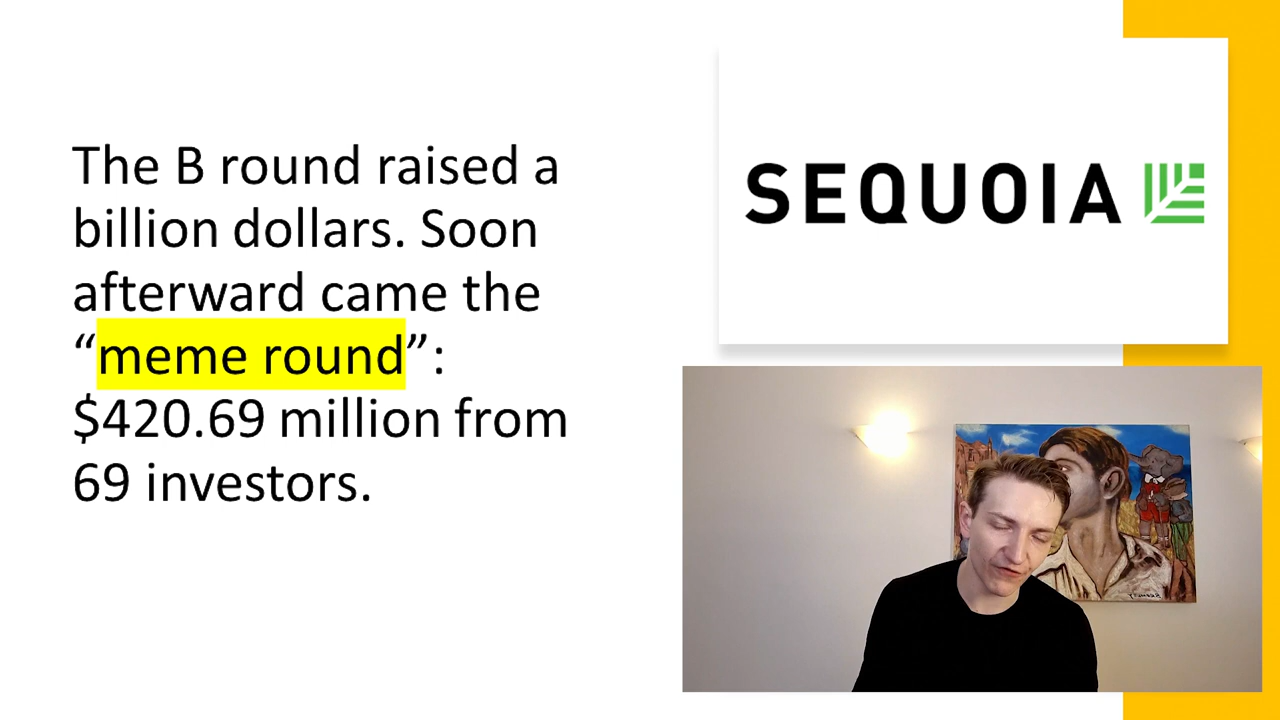 The B round raised a
billion dollars. Soon
afterward came the
“meme round”:
$420.69 million from
69 investors.
SEQUOIA